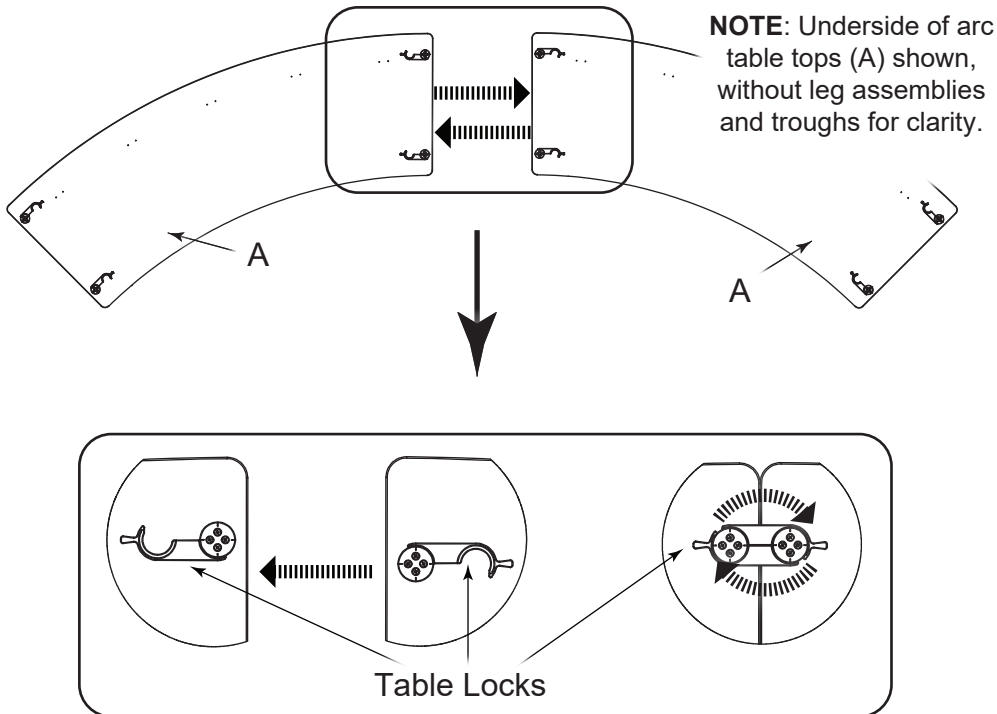 NOTE: Underside of arc
table tops (A) shown,
without leg assemblies
and troughs for clarity.
A
A
Table Locks